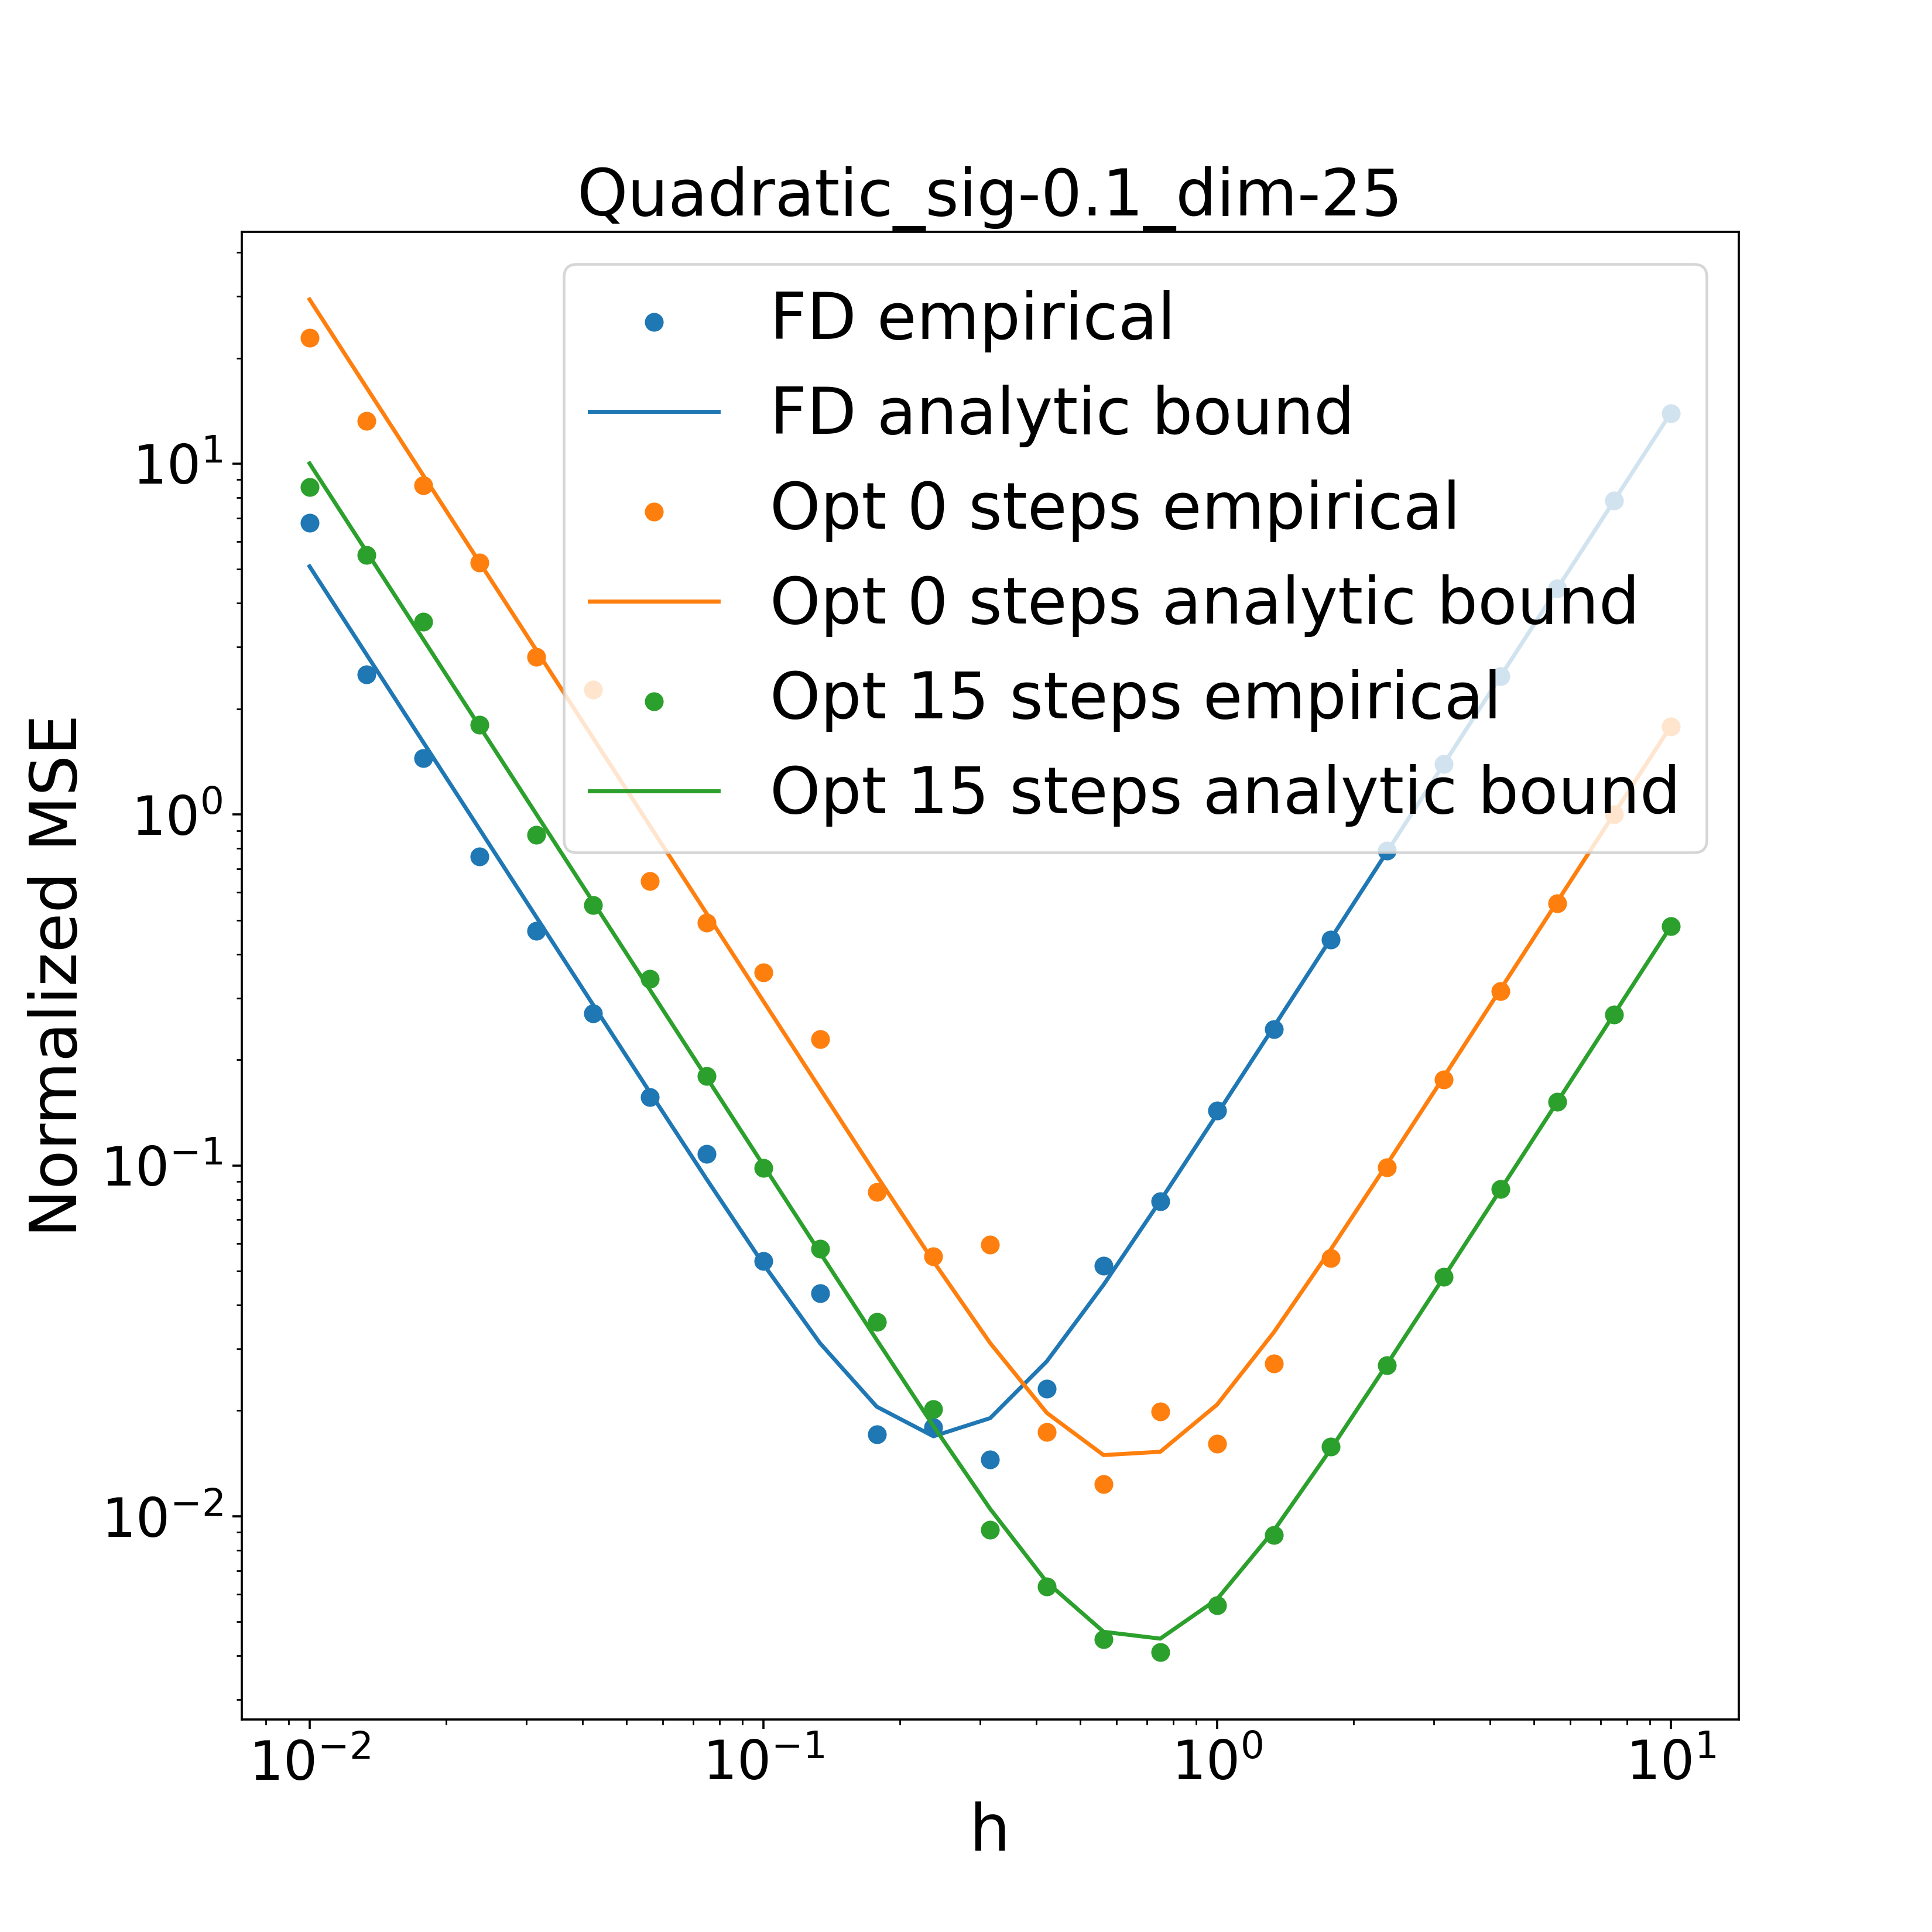 Quadratic_sig-0.1_dim-25
FD empirical
FD analytic bound
Opt 0 steps empirical
Opt 0 steps analytic bound
Opt 15 steps empirical
Opt 15 steps analytic bound
Normalized MSE
10¹
10⁰
10⁻¹
10⁻²
10⁻² 10⁻¹ 10⁰ 10¹
h